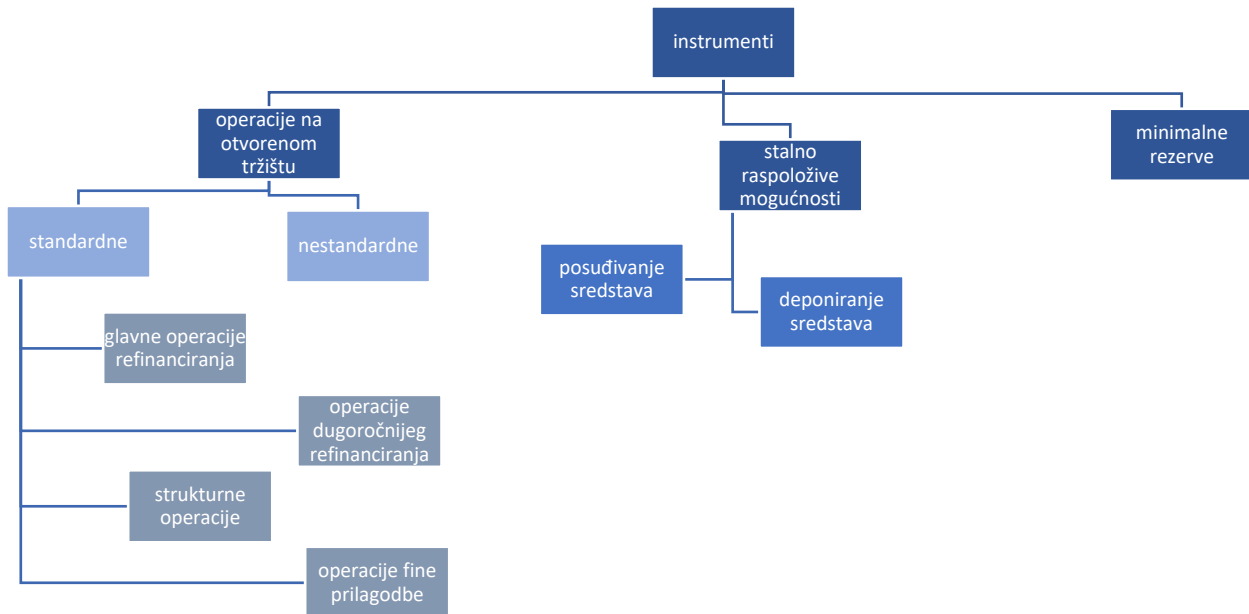 instrumenti
operacije na
otvorenom
tržištu
stalno
raspoložive
mogućnosti
minimalne
rezerve
standardne
nestandardne
posuđivanje
sredstava
deponiranje
sredstava
glavne operacije
refinanciranja
operacije
dugoročnijeg
refinanciranja
strukturne
operacije
operacije fine
prilagodbe